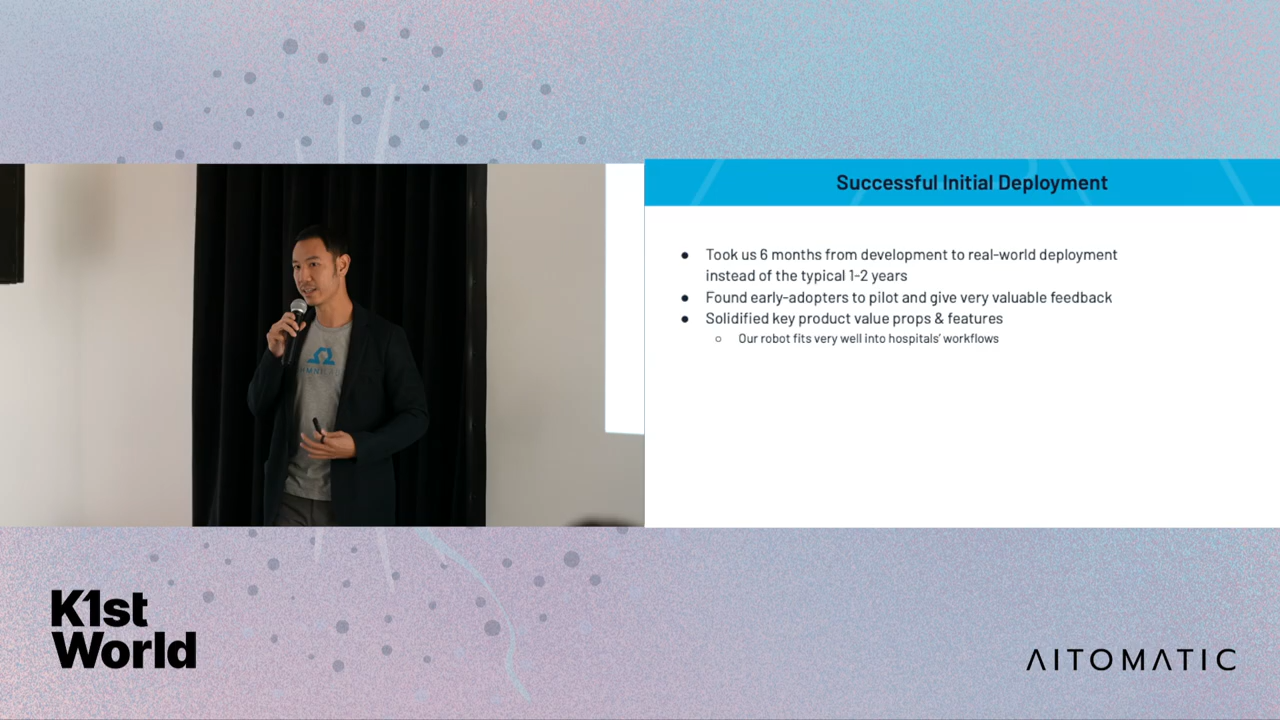 Successful Initial Deployment
● Took us 6 months from development to real-world deployment
instead of the typical 1-2 years
● Found early-adopters to pilot and give very valuable feedback
● Solidified key product value props & features
○ Our robot fits very well into hospitals' workflows
K1st
World
AITOMATIC